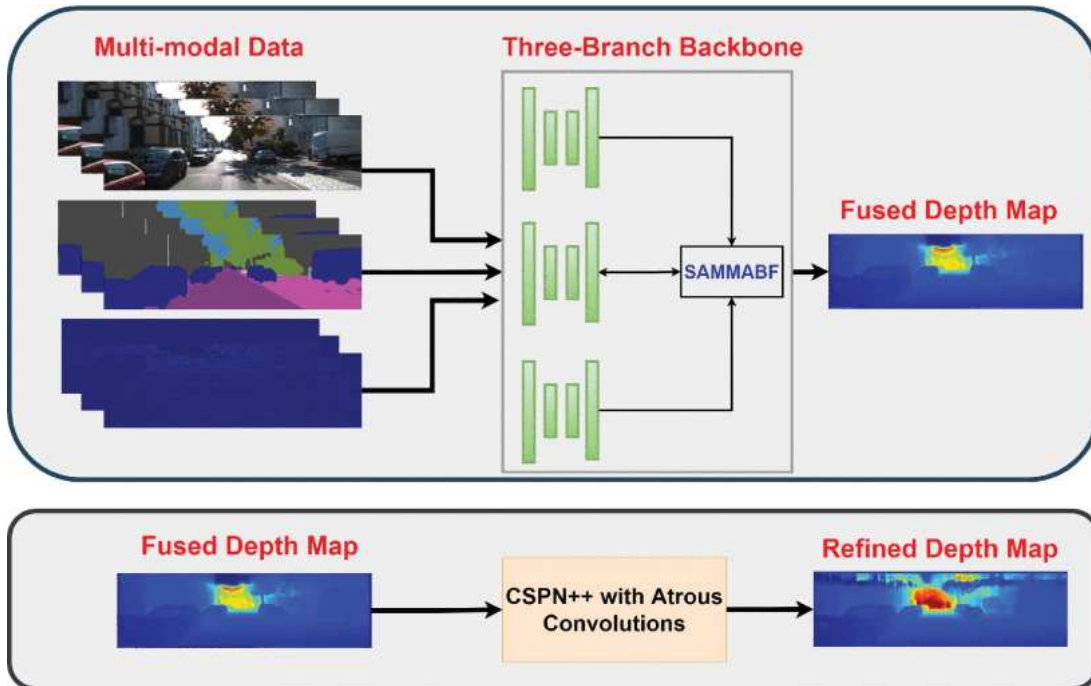 Multi-modal Data
Three-Branch Backbone
SAMMABF
Fused Depth Map
Fused Depth Map
CSPN++ with Atrous
Convolutions
Refined Depth Map